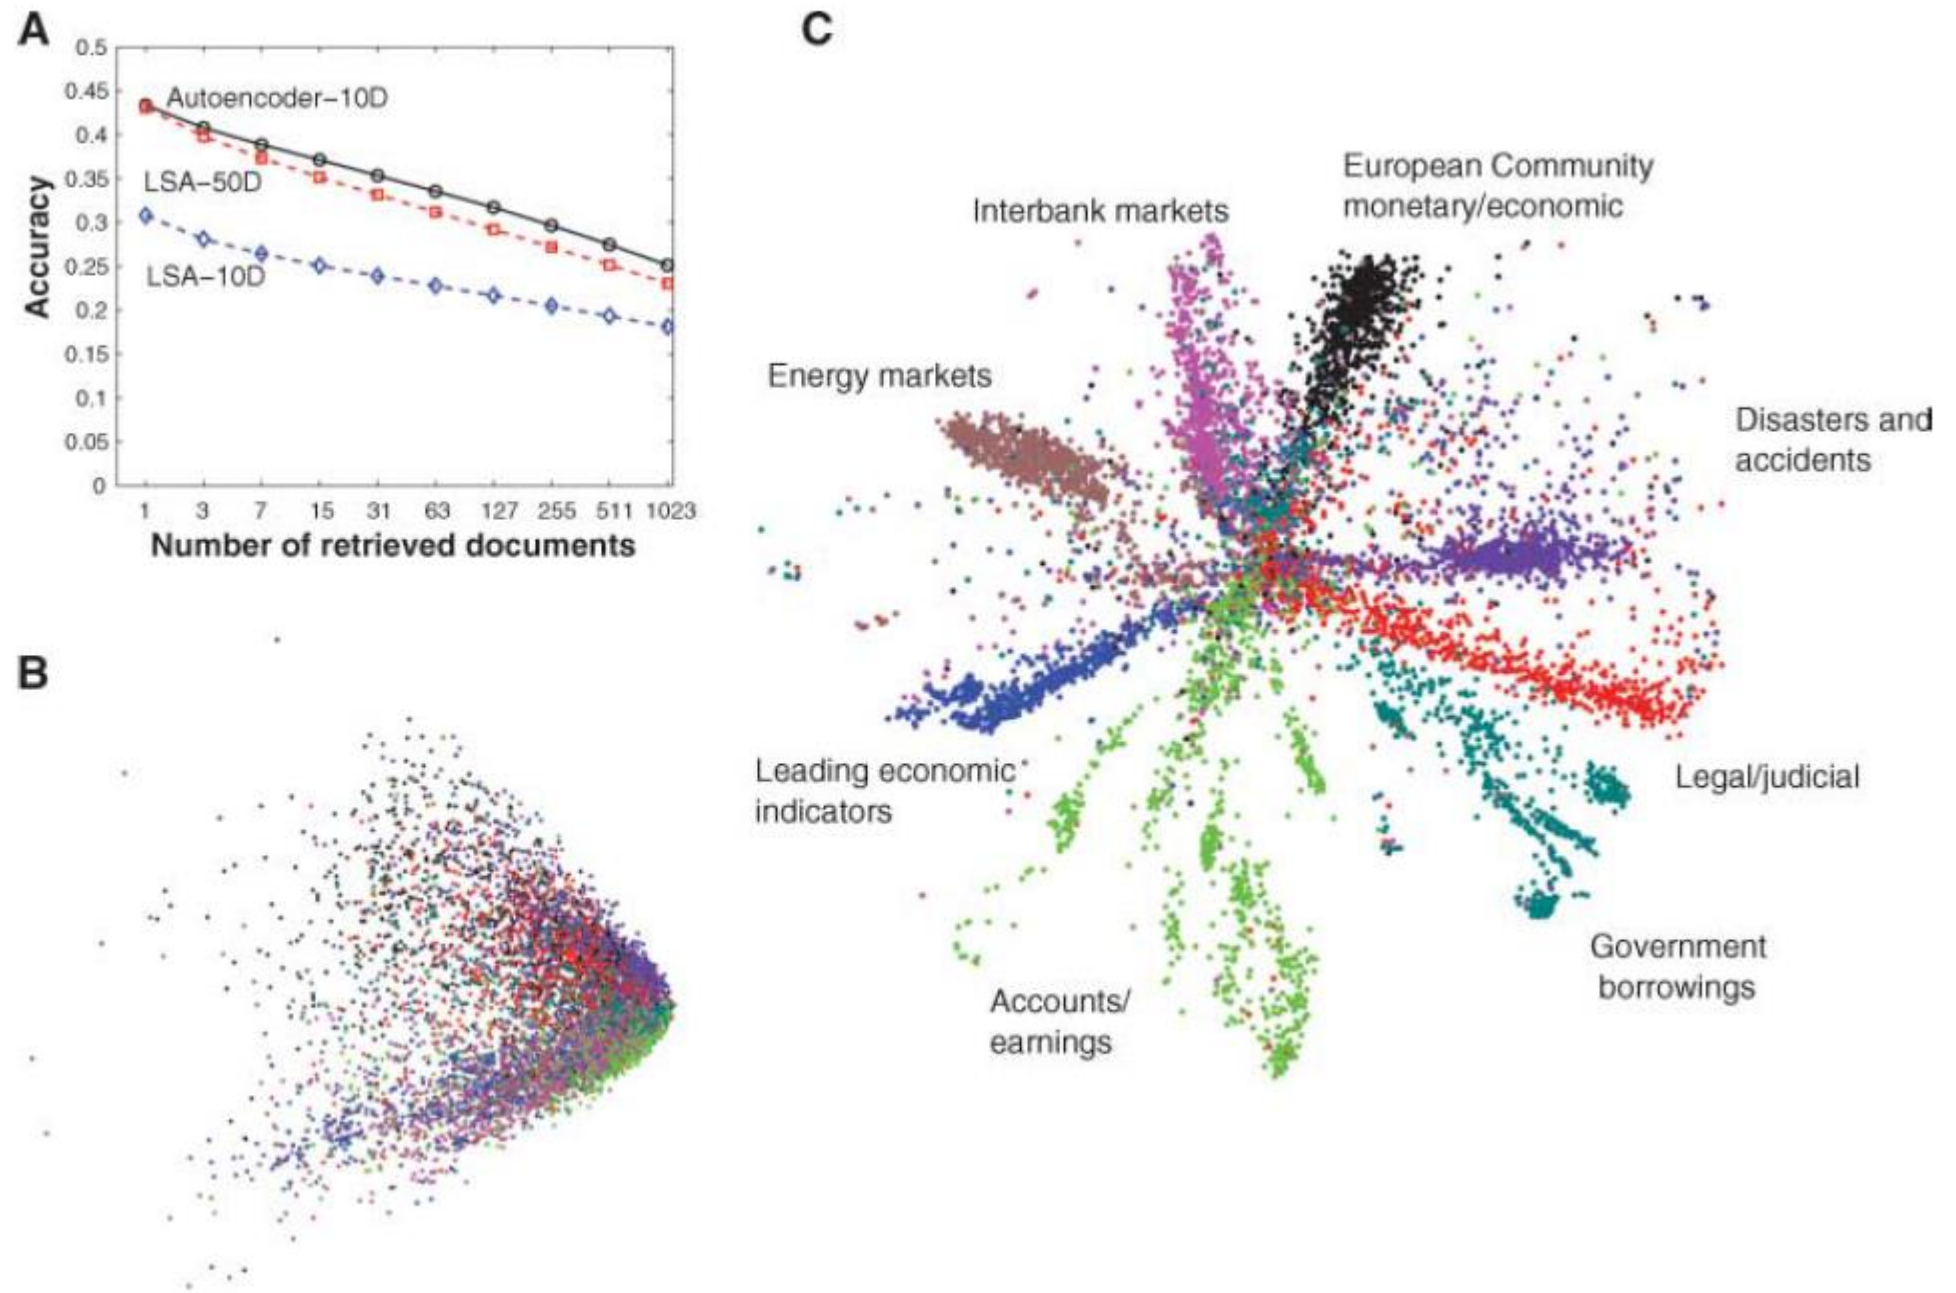 A
0.5
0.45
0.4
0.35
0.3
0.25
0.2
0.15
0.1
0.05
0
Accuracy
Autoencoder–10D
LSA–50D
LSA–10D
1 3 7 15 31 63 127 255 511 1023
Number of retrieved documents
B
C
European Community
monetary/economic
Interbank markets
Energy markets
Disasters and
accidents
Leading economic
indicators
Legal/judicial
Government
borrowings
Accounts/
earnings